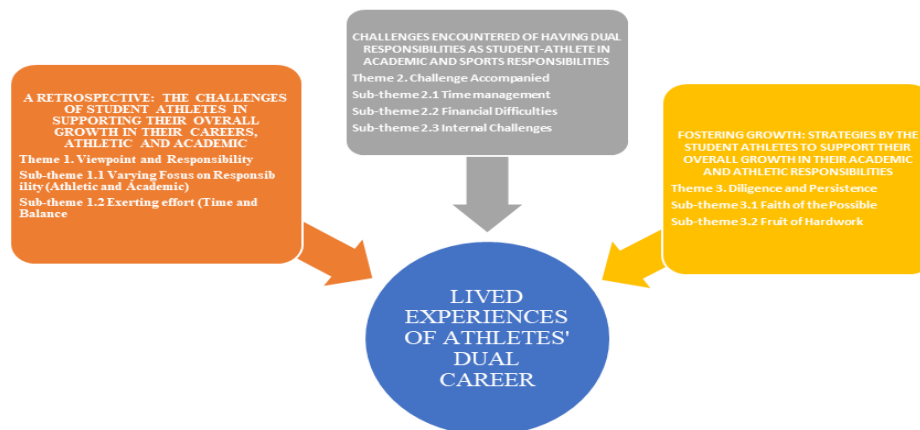 A RETROSPECTIVE: THE CHALLENGES
OF STUDENT ATHLETES IN
SUPPORTING THEIR OVERALL
GROWTH IN THEIR CAREERS,
ATHLETIC AND ACADEMIC
Theme 1. Viewpoint and Responsibility
Sub-theme 1.1 Varying Focus on Responsib
ility (Athletic and Academic)
Sub-theme 1.2 Exerting effort (Time and
Balance
CHALLENGES ENCOUNTERED OF HAVING DUAL
RESPONSIBILITIES AS STUDENT-ATHLETE IN
ACADEMIC AND SPORTS RESPONSIBILITIES
Theme 2. Challenge Accompanied
Sub-theme 2.1 Time management
Sub-theme 2.2 Financial Difficulties
Sub-theme 2.3 Internal Challenges
FOSTERING GROWTH: STRATEGIES BY THE
STUDENT ATHLETES TO SUPPORT THEIR
OVERALL GROWTH IN THEIR ACADEMIC
AND ATHLETIC RESPONSIBILITIES
Theme 3. Diligence and Persistence
Sub-theme 3.1 Faith of the Possible
Sub-theme 3.2 Fruit of Hardwork
LIVED
EXPERIENCES
OF ATHLETES'
DUAL
CAREER